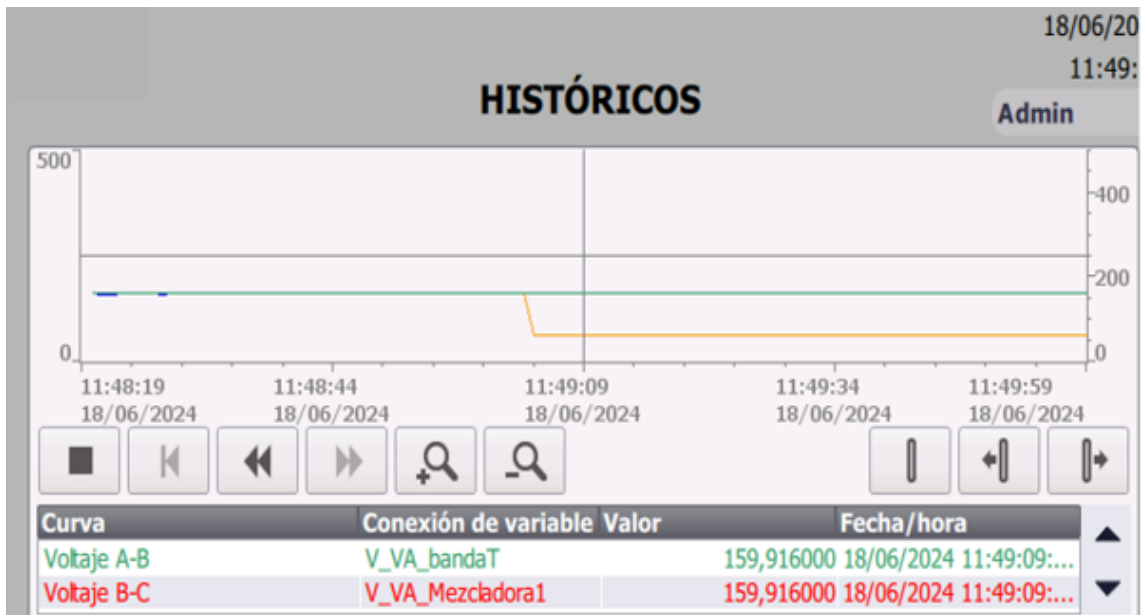 18/06/20
11:49:
HISTÓRICOS
Admin
500
400
200
0
0
11:48:19 11:48:44 11:49:09 11:49:34 11:49:59
18/06/2024 18/06/2024 18/06/2024 18/06/2024 18/06/2024
Curva Conexión de variable Valor Fecha/hora
Voltaje A-B V_VA_bandaT 159,916000 18/06/2024 11:49:09:...
Voltaje B-C V_VA_Mezcladora1 159,916000 18/06/2024 11:49:09:...